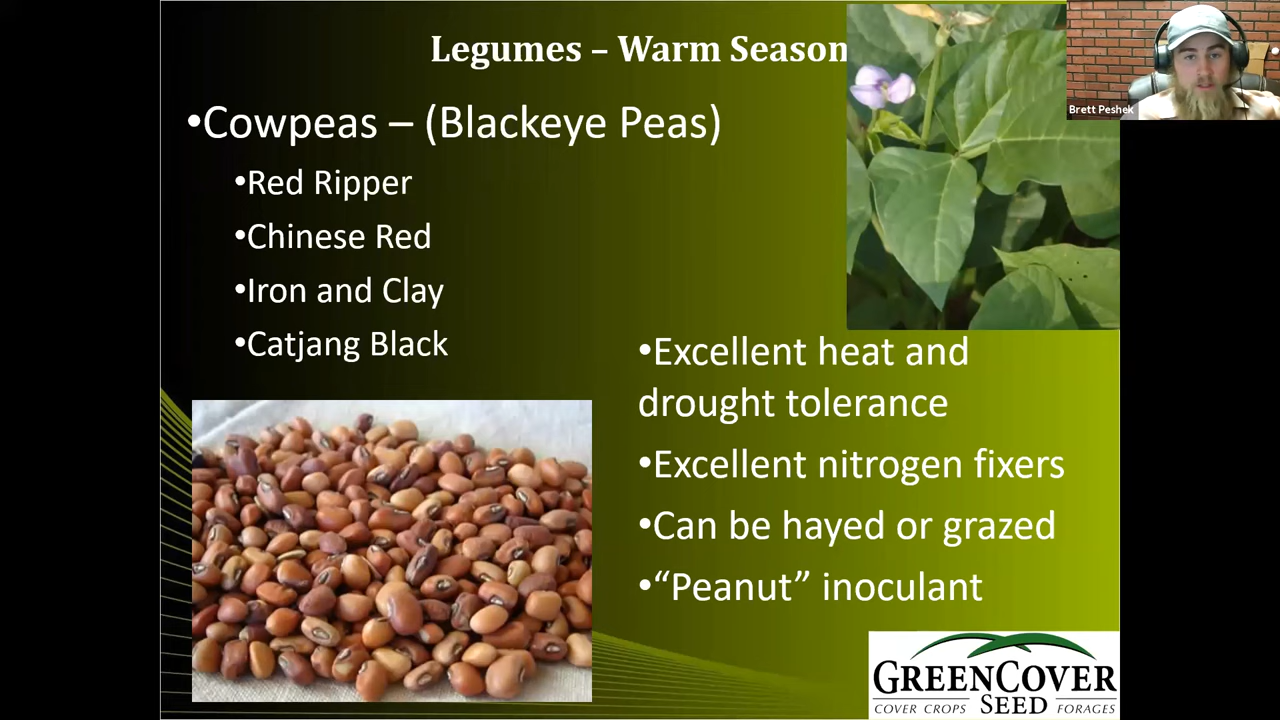 Legumes – Warm Season
•Cowpeas – (Blackeye Peas)
•Red Ripper
•Chinese Red
•Iron and Clay
•Catjang Black
•Excellent heat and
drought tolerance
•Excellent nitrogen fixers
•Can be hayed or grazed
•“Peanut” inoculant
GREENCOVER
COVER CROPS SEED FORAGES
Brett Peshek